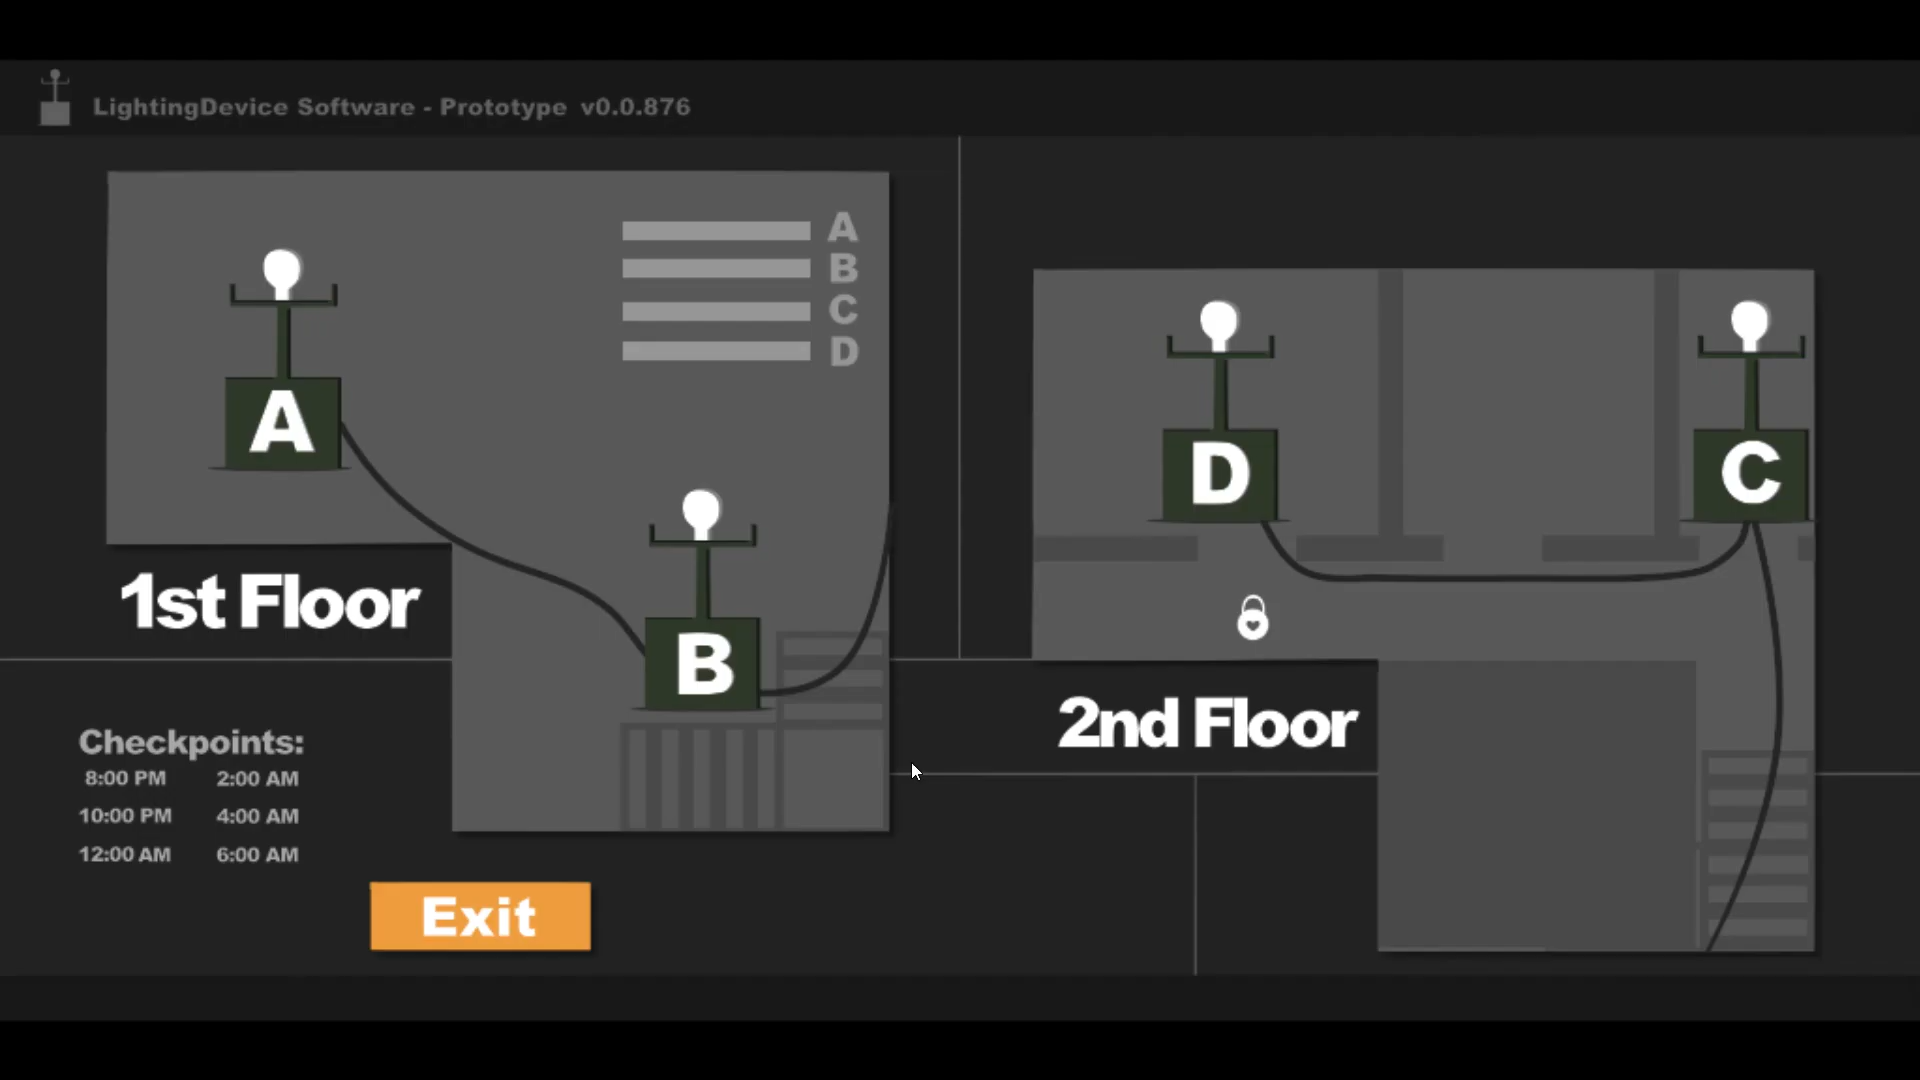 LightingDevice Software - Prototype v0.0.876
A
B
C
D
A
B
1st Floor
D
C
2nd Floor
Checkpoints:
8:00 PM 2:00 AM
10:00 PM 4:00 AM
12:00 AM 6:00 AM
Exit